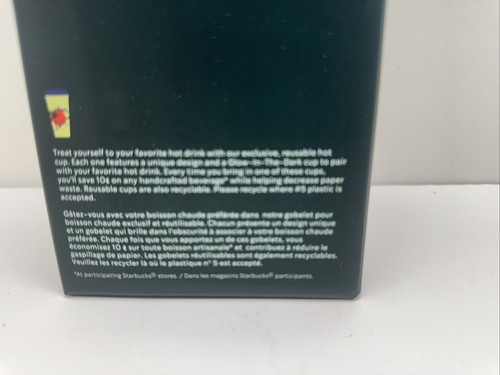 Treat yourself to your favorite hot drink with our exclusive, reusable hot
cup. Each one features a unique design and a Glow-In-The-Dark cup to pair
with your favorite hot drink. Every time you bring in one of these cups,
you'll save 10¢ on any handcrafted beverage* while helping decrease paper
waste. Reusable cups are also recyclable. Please recycle where #5 plastic is
accepted.
Gâtez-vous avec votre boisson chaude préférée dans notre gobelet pour
boisson chaude exclusif et réutilisable. Chacun présente un design unique
et un gobelet qui brille dans l'obscurité à associer à votre boisson chaude
préférée. Chaque fois que vous apportez un de ces gobelets, vous
économisez 10 ¢ sur toute boisson artisanale* et contribuez à réduire le
gaspillage de papier. Les gobelets réutilisables sont également recyclables.
Veuillez les recycler là où le plastique n° 5 est accepté.
*At participating Starbucks® stores. / Dans les magasins Starbucks® participants.